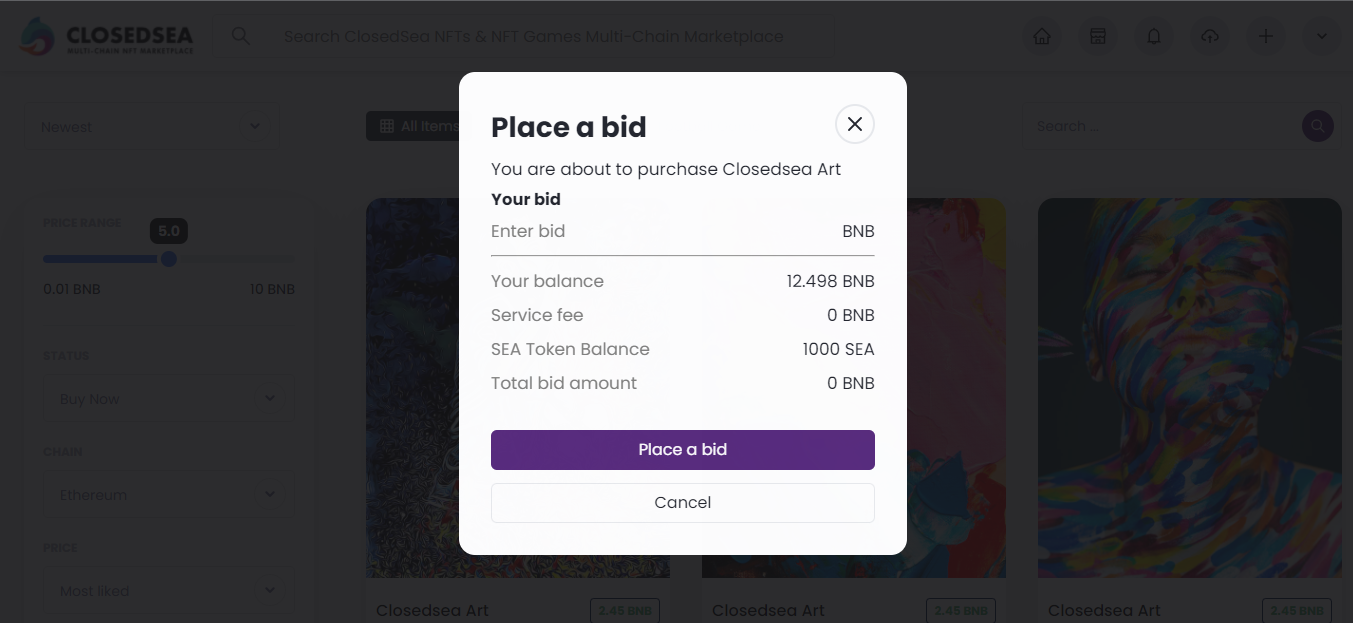 CLOSEDSEA
MULTI-CHAIN NFT MARKETPLACE
Search ClosedSea NFTs & NFT Games Multi-Chain Marketplace
Newest
All Items
Search ...
PRICE RANGE
5.0
0.01 BNB
10 BNB
STATUS
Buy Now
CHAIN
Ethereum
PRICE
Most liked
Place a bid
You are about to purchase Closedsea Art
Your bid
Enter bid BNB
Your balance 12.498 BNB
Service fee 0 BNB
SEA Token Balance 1000 SEA
Total bid amount 0 BNB
Place a bid
Cancel
Closedsea Art 2.45 BNB
Closedsea Art 2.45 BNB
Closedsea Art 2.45 BNB